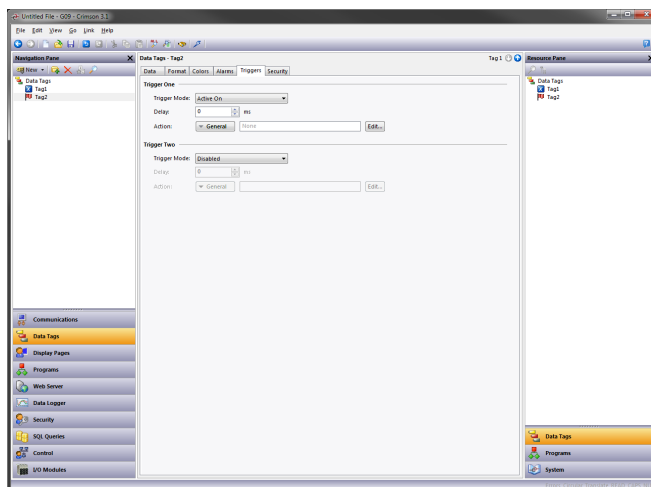 Untitled File - G09 - Crimson 3.1
File Edit View Go Link Help
Navigation Pane
New
Data Tags
Tag1
Tag2
Communications
Data Tags
Display Pages
Programs
Web Server
Data Logger
Security
SQL Queries
Control
I/O Modules
Data Tags - Tag2
Tag 1
Data Format Colors Alarms Triggers Security
Trigger One
Trigger Mode: Active On
Delay: 0 ms
Action: General None Edit...
Trigger Two
Trigger Mode: Disabled
Delay: 0 ms
Action: General Edit...
Resource Pane
Data Tags
Tag1
Tag2
Data Tags
Programs
System